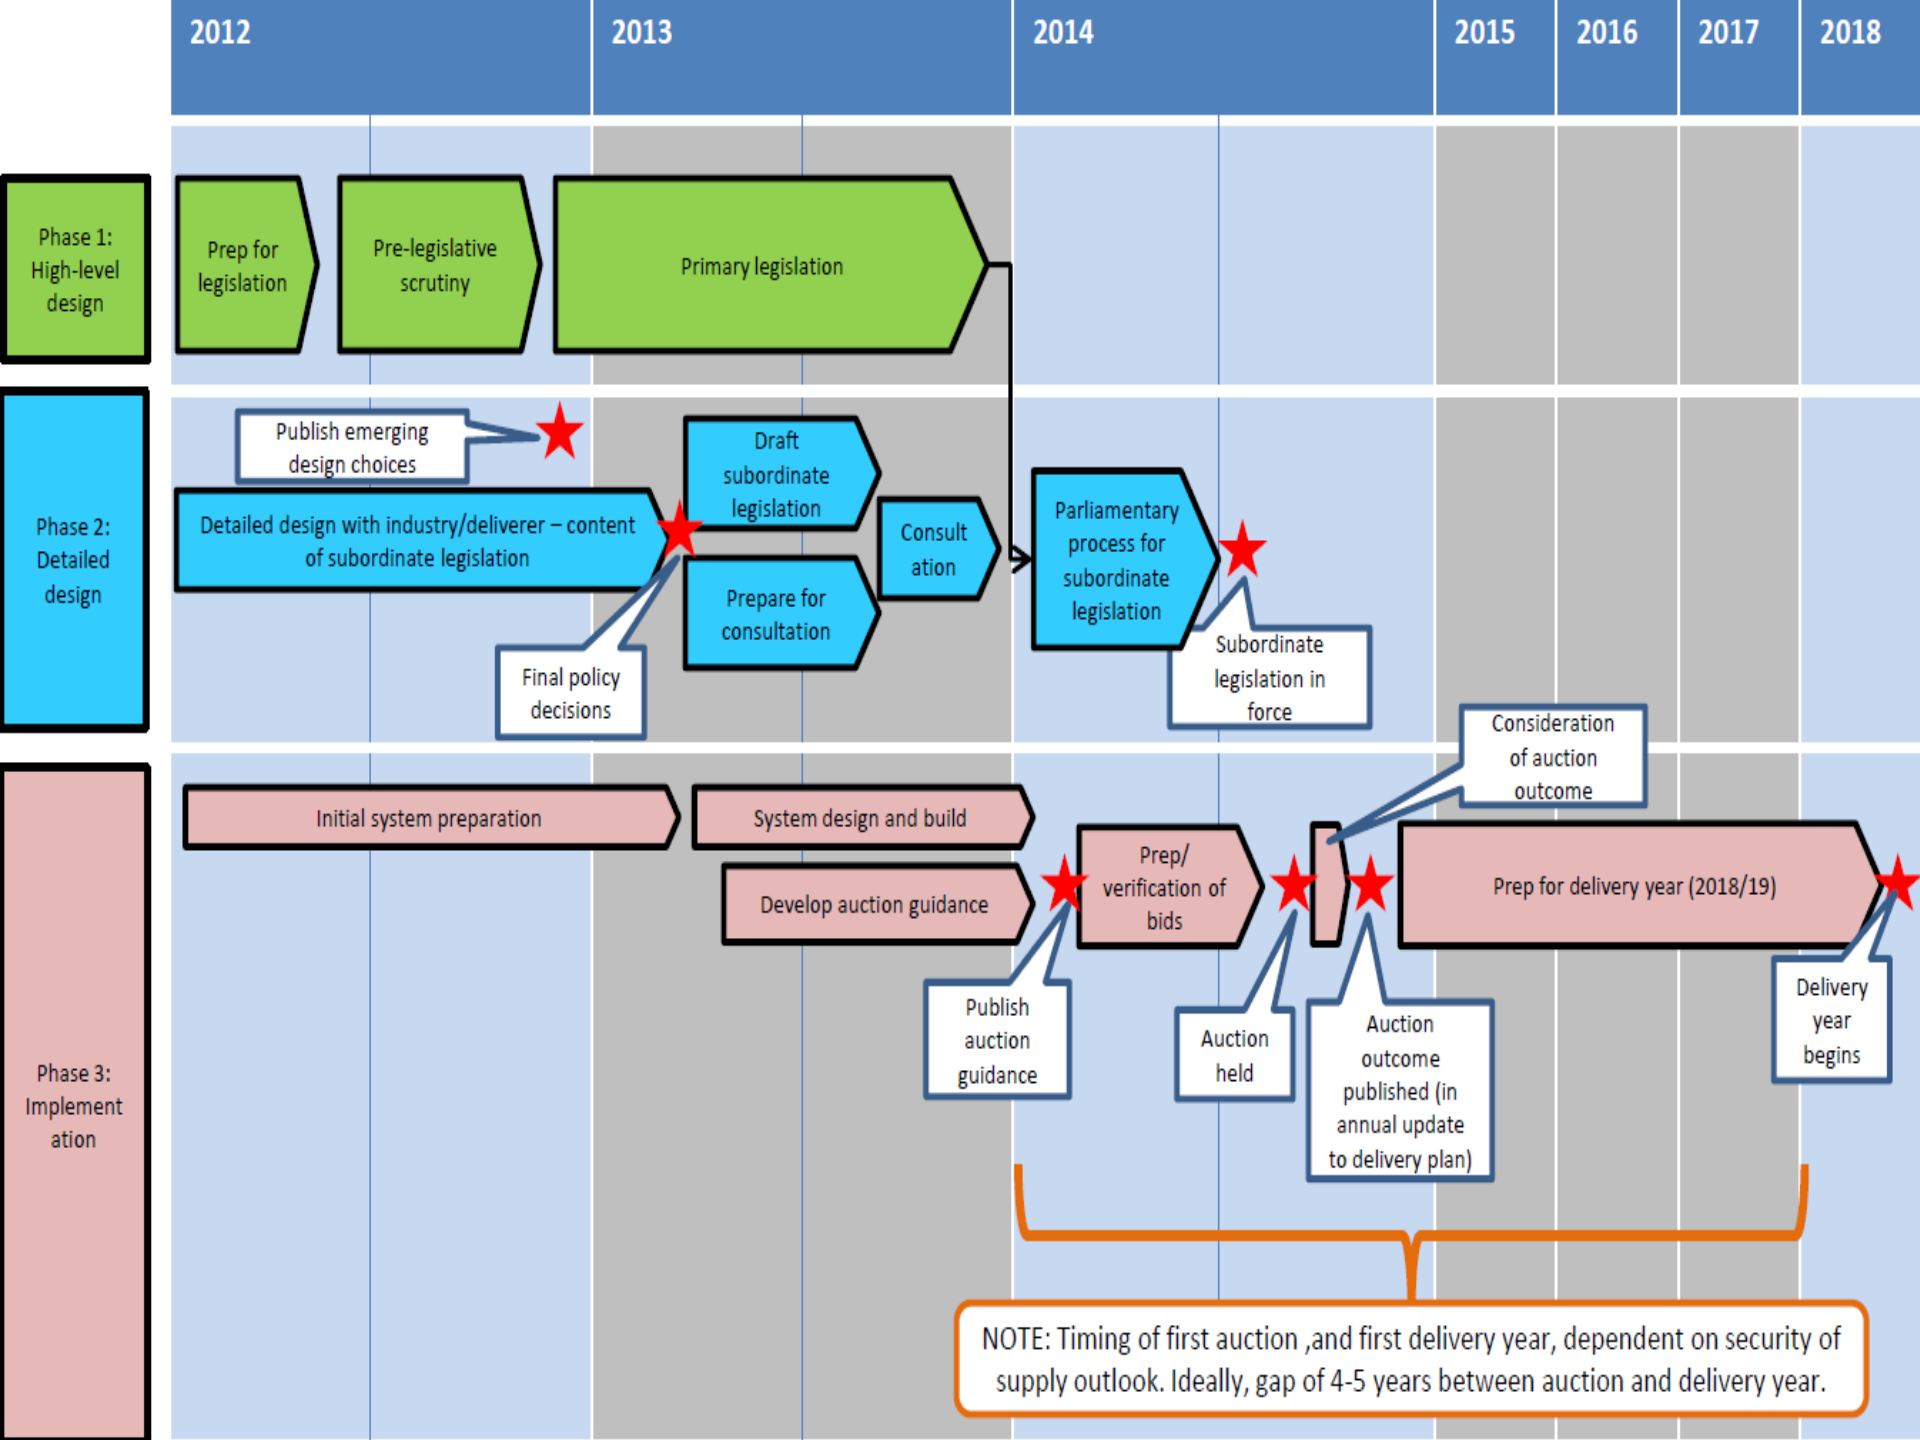 2012
2013
2014
2015
2016
2017
2018
Phase 1:
High-level
design
Prep for
legislation
Pre-legislative
scrutiny
Primary legislation
Phase 2:
Detailed
design
Publish emerging
design choices
Detailed design with industry/deliverer – content
of subordinate legislation
Final policy
decisions
Draft
subordinate
legislation
Prepare for
consultation
Consult
ation
Parliamentary
process for
subordinate
legislation
Subordinate
legislation in
force
Phase 3:
Implement
ation
Initial system preparation
System design and build
Develop auction guidance
Publish
auction
guidance
Prep/
verification of
bids
Auction
held
Consideration
of auction
outcome
Auction
outcome
published (in
annual update
to delivery plan)
Prep for delivery year (2018/19)
Delivery
year
begins
NOTE: Timing of first auction ,and first delivery year, dependent on security of
supply outlook. Ideally, gap of 4-5 years between auction and delivery year.